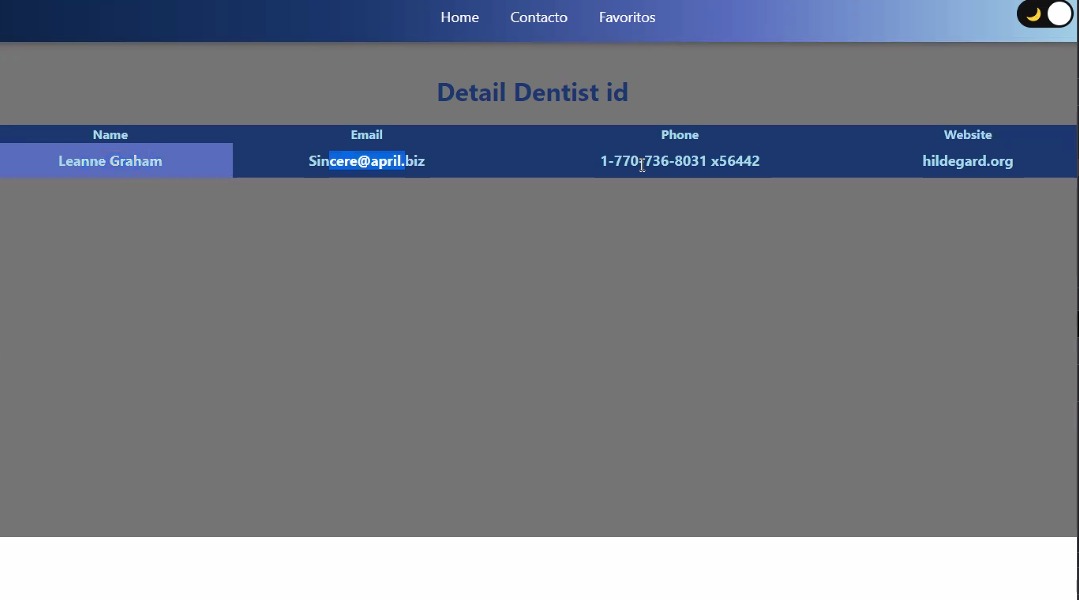 Home Contacto Favoritos
Detail Dentist id
Name Email Phone Website
Leanne Graham Sincere@april.biz 1-770-736-8031 x56442 hildegard.org